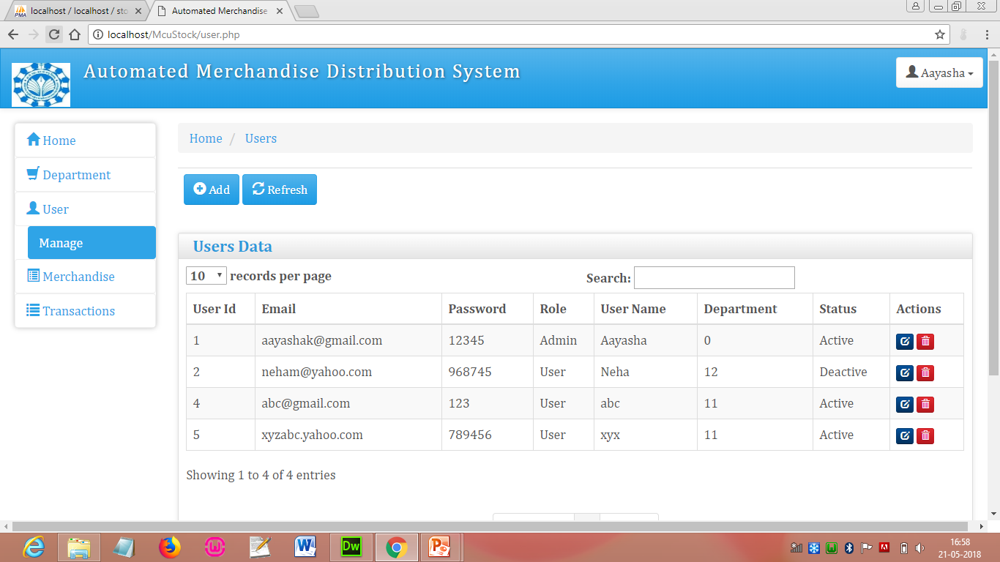 localhost / localhost / sto
Automated Merchandise
localhost/McuStock/user.php
Automated Merchandise Distribution System
Aayasha
Home
Department
User
Manage
Merchandise
Transactions
Home / Users
Add Refresh
Users Data
10 records per page Search:
User Id Email Password Role User Name Department Status Actions
1 aayashak@gmail.com 12345 Admin Aayasha 0 Active
2 neham@yahoo.com 968745 User Neha 12 Deactive
4 abc@gmail.com 123 User abc 11 Active
5 xyzabc.yahoo.com 789456 User xyx 11 Active
Showing 1 to 4 of 4 entries
16:58
21-05-2018